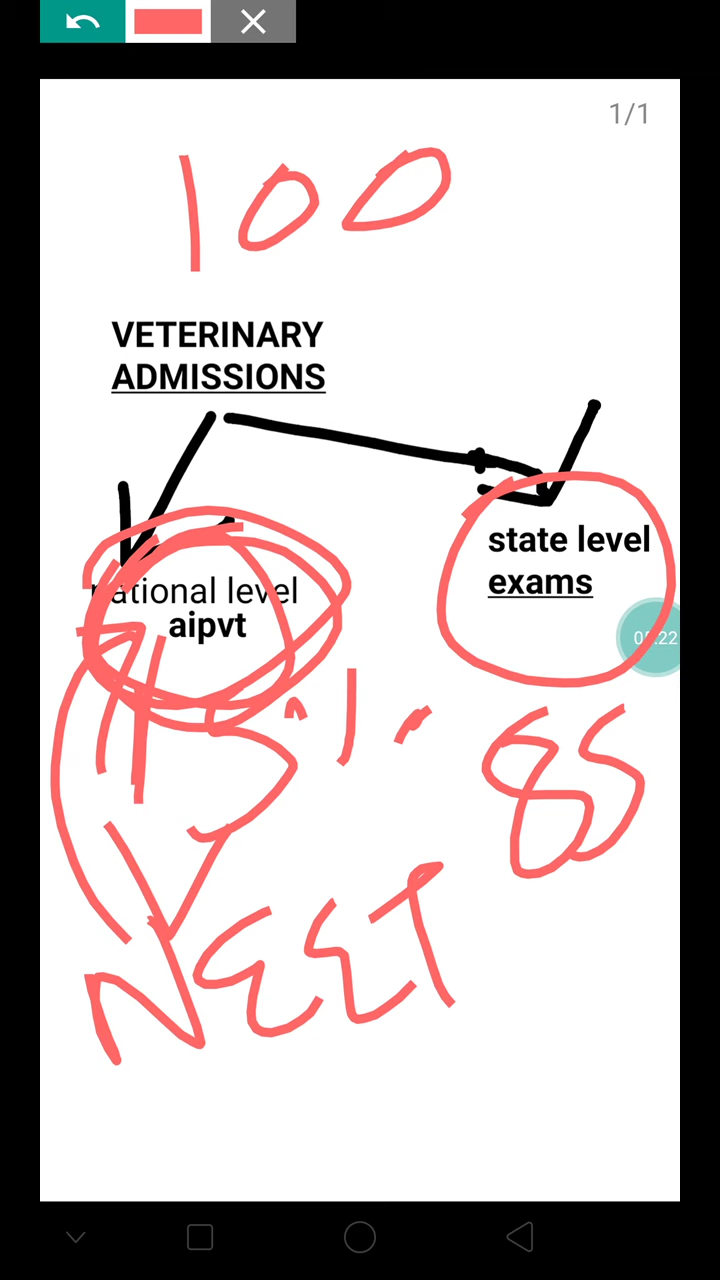 1/1
100
VETERINARY
ADMISSIONS
national level
aipvt
state level
exams
15 %
85
NEET